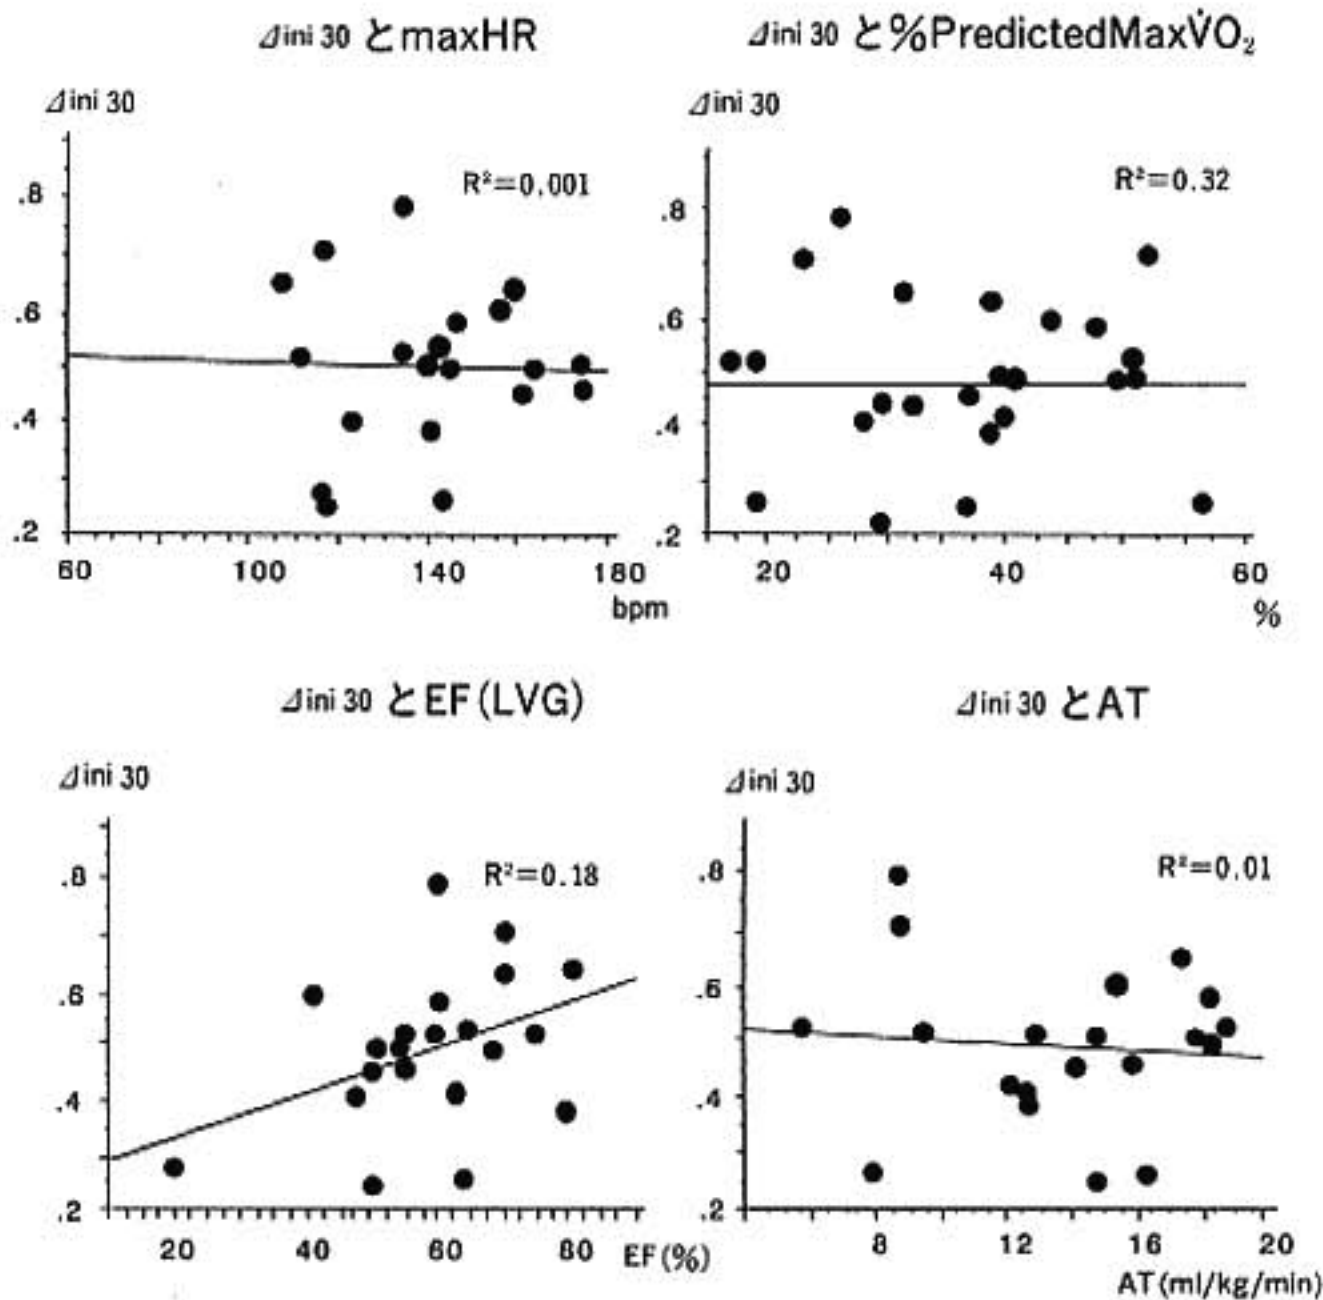 ⊿ini 30 とmaxHR
⊿ini 30
R²=0.001
.8
.6
.4
.2
60 100 140 180
bpm
⊿ini 30 と%PredictedMaxV̇O₂
⊿ini 30
R²=0.32
.8
.6
.4
.2
20 40 60
%
⊿ini 30 とEF(LVG)
⊿ini 30
R²=0.18
.8
.6
.4
.2
20 40 60 80 EF(%)
⊿ini 30 とAT
⊿ini 30
R²=0.01
.8
.6
.4
.2
8 12 16 20
AT(ml/kg/min)